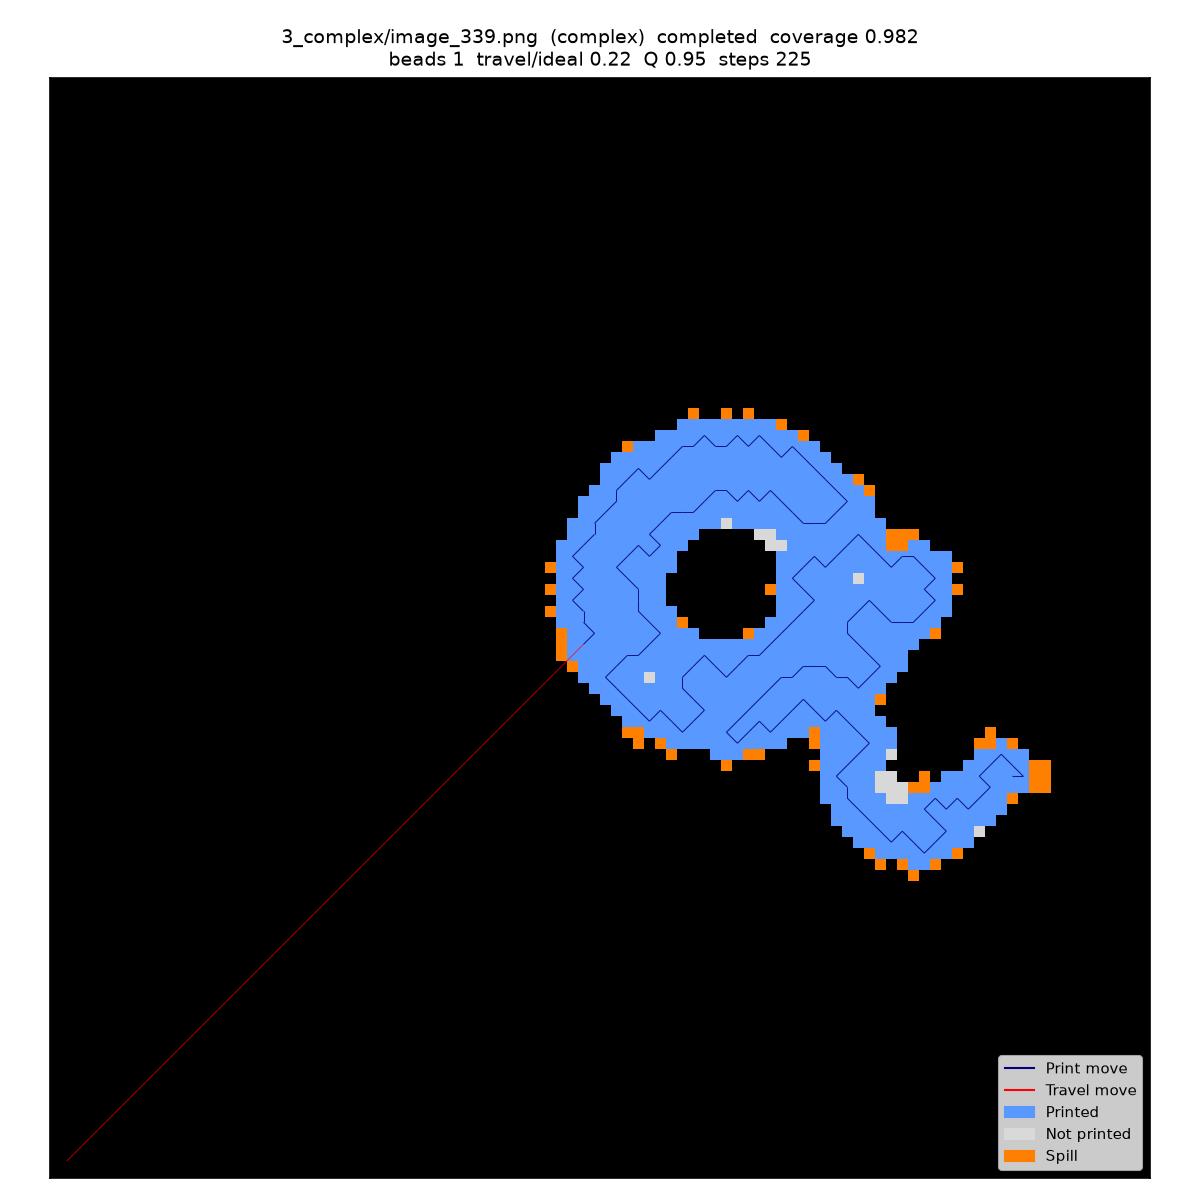 3_complex/image_339.png  (complex)  completed  coverage 0.982
beads 1  travel/ideal 0.22  Q 0.95  steps 225
Print move
Travel move
Printed
Not printed
Spill